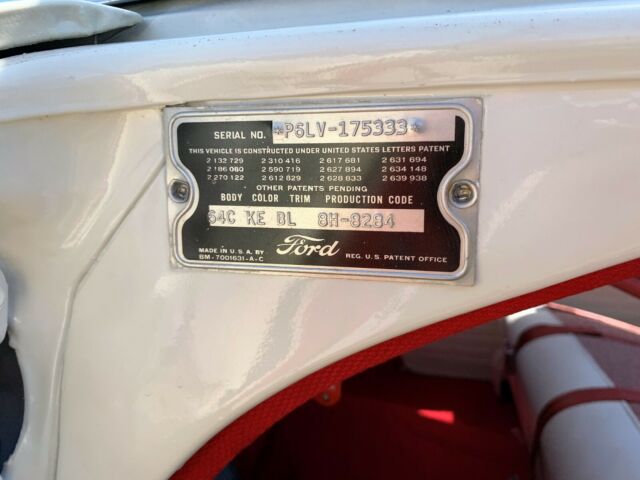 SERIAL NO. *P6LV-175333*
THIS VEHICLE IS CONSTRUCTED UNDER UNITED STATES LETTERS PATENT
2 132 729 2 310 416 2 617 681 2 631 694
2 186 080 2 590 719 2 627 894 2 634 148
2 270 122 2 612 829 2 628 833 2 639 938
OTHER PATENTS PENDING
BODY COLOR TRIM PRODUCTION CODE
64C KE BL 8H-8284
MADE IN U.S.A. BY Ford
BM-7001631-A-C REG. U.S. PATENT OFFICE